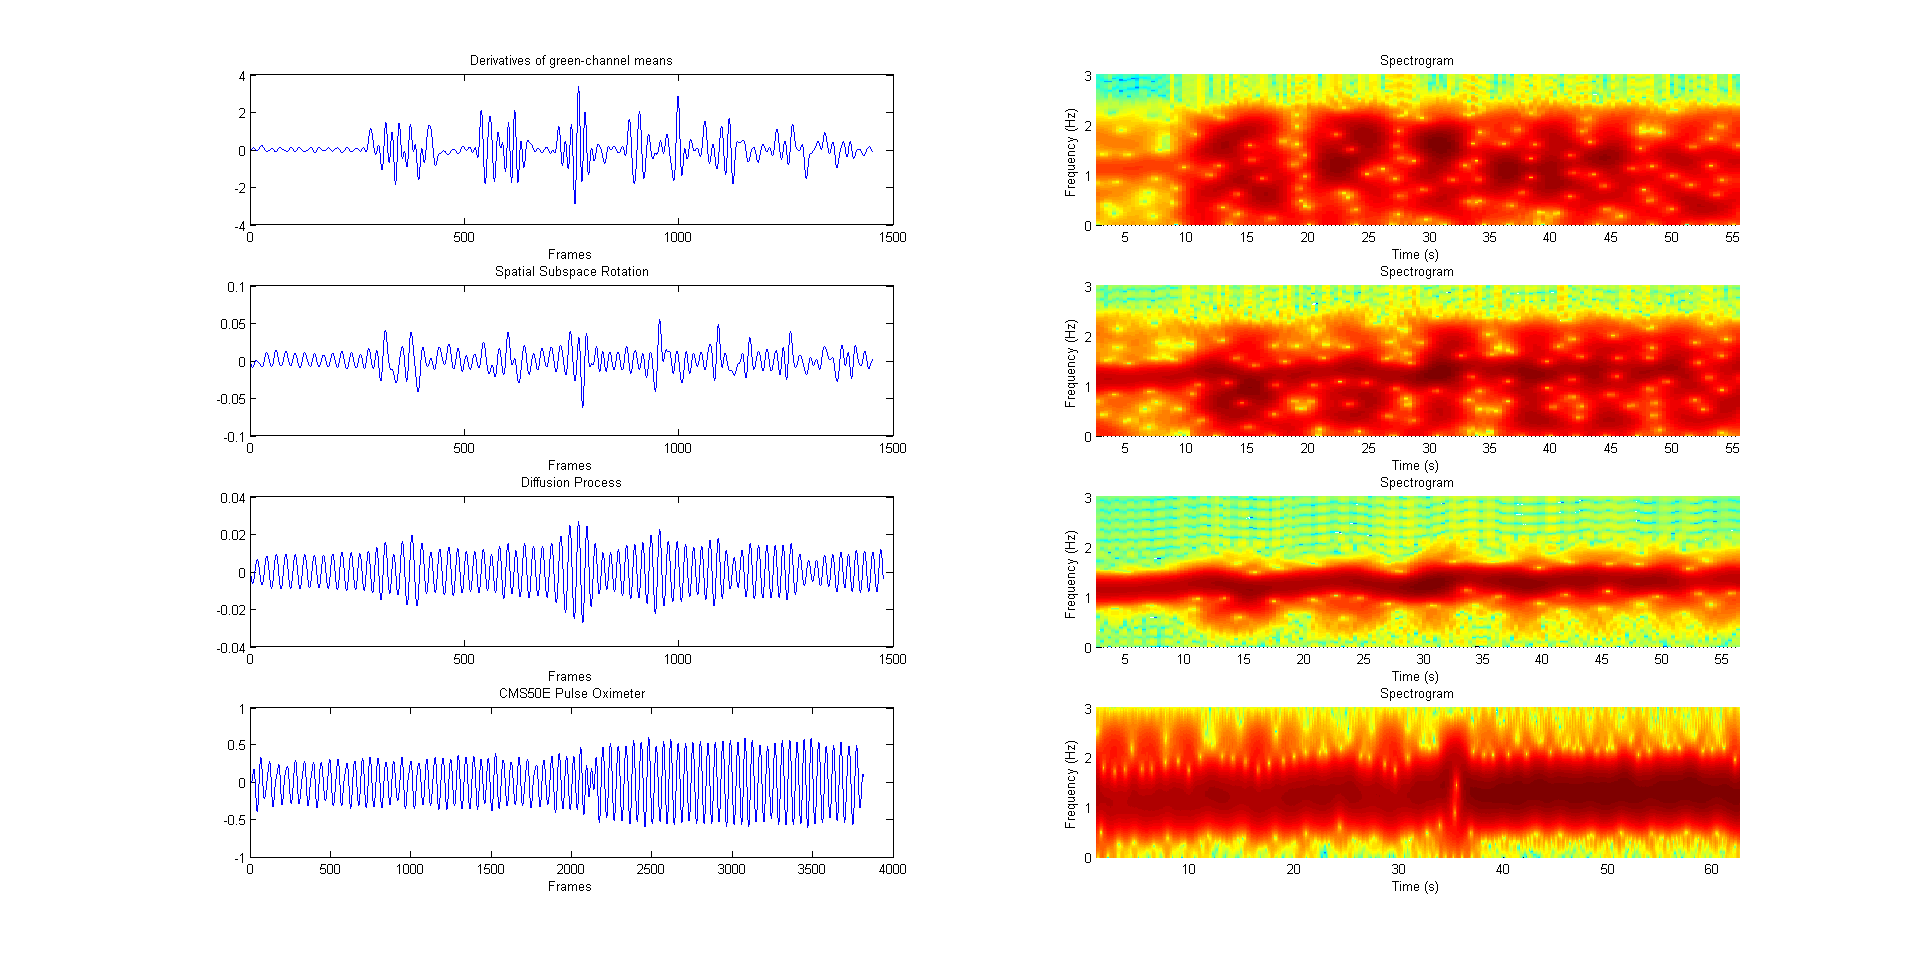 Derivatives of green-channel means
4
2
0
-2
-4
0 500 1000 1500
Frames
Spectrogram
Frequency (Hz)
3
2
1
0
5 10 15 20 25 30 35 40 45 50 55
Time (s)
Spatial Subspace Rotation
0.1
0.05
0
-0.05
-0.1
0 500 1000 1500
Frames
Spectrogram
Frequency (Hz)
3
2
1
0
5 10 15 20 25 30 35 40 45 50 55
Time (s)
Diffusion Process
0.04
0.02
0
-0.02
-0.04
0 500 1000 1500
Frames
Spectrogram
Frequency (Hz)
3
2
1
0
5 10 15 20 25 30 35 40 45 50 55
Time (s)
CMS50E Pulse Oximeter
1
0.5
0
-0.5
-1
0 500 1000 1500 2000 2500 3000 3500 4000
Frames
Spectrogram
Frequency (Hz)
3
2
1
0
10 20 30 40 50 60
Time (s)